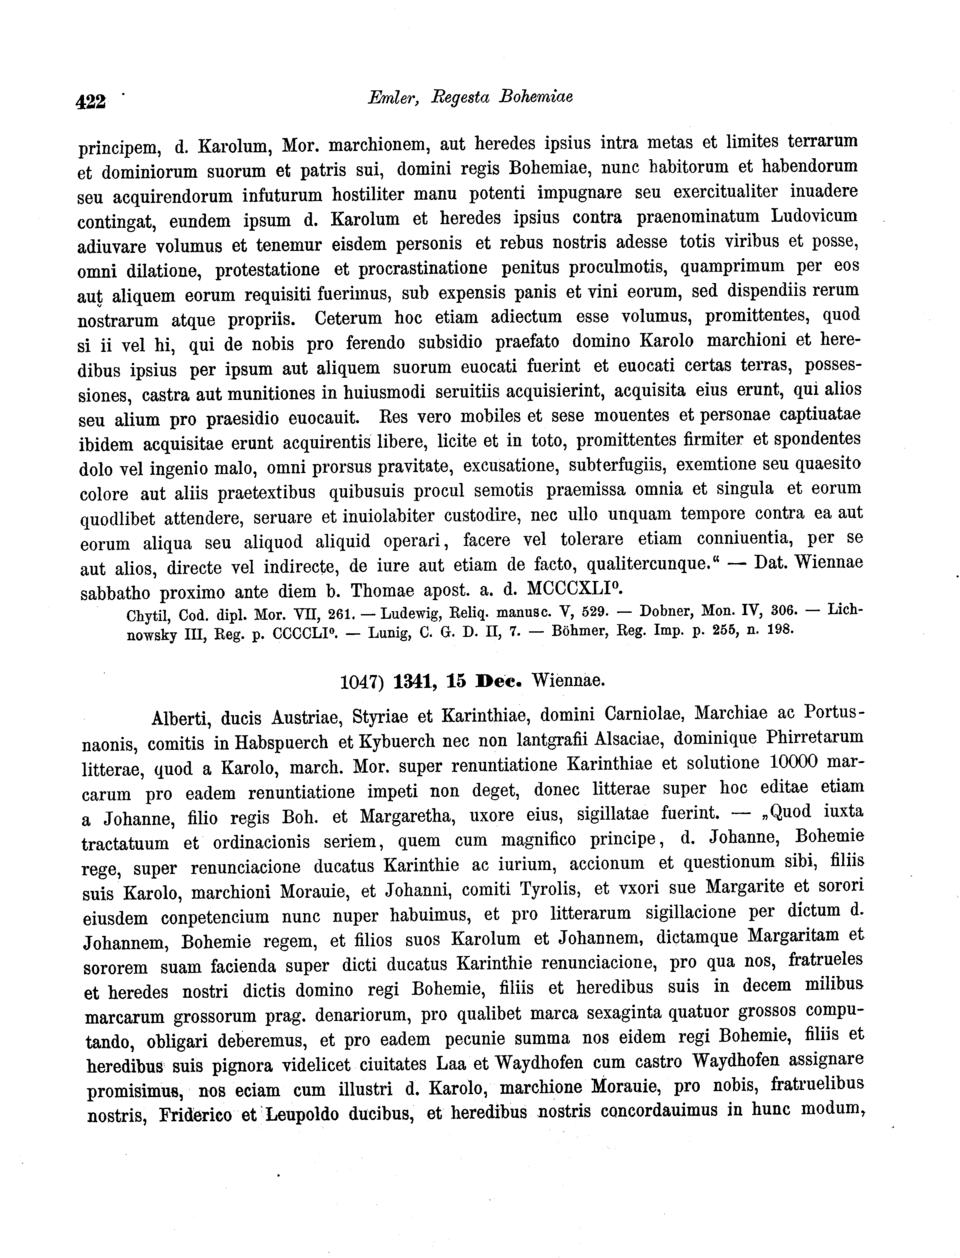 422 Emler, Regesta Bohemiae
principem, d. Karolum, Mor. marchionem, aut heredes ipsius intra metas et limites terrarum
et dominiorum suorum et patris sui, domini regis Bohemiae, nunc habitorum et habendorum
seu acquirendorum infuturum hostiliter manu potenti impugnare seu exercitualiter inuadere
contingat, eundem ipsum d. Karolum et heredes ipsius contra praenominatum Ludovicum
adiuvare volumus et tenemur eisdem personis et rebus nostris adesse totis viribus et posse,
omni dilatione, protestatione et procrastinatione penitus proculmotis, quamprimum per eos
aut aliquem eorum requisiti fuerimus, sub expensis panis et vini eorum, sed dispendiis rerum
nostrarum atque propriis. Ceterum hoc etiam adiectum esse volumus, promittentes, quod
si ii vel hi, qui de nobis pro ferendo subsidio praefato domino Karolo marchioni et here-
dibus ipsius per ipsum aut aliquem suorum euocati fuerint et euocati certas terras, posses-
siones, castra aut munitiones in huiusmodi seruitiis acquisierint, acquisita eius erunt, qui alios
seu alium pro praesidio euocauit. Res vero mobiles et sese mouentes et personae captiuatae
ibidem acquisitae erunt acquirentis libere, licite et in toto, promittentes firmiter et spondentes
dolo vel ingenio malo, omni prorsus pravitate, excusatione, subterfugiis, exemtione seu quaesito
colore aut aliis praetextibus quibusuis procul semotis praemissa omnia et singula et eorum
quodlibet attendere, seruare et inuiolabiter custodire, nec ullo unquam tempore contra ea aut
eorum aliqua seu aliquod aliquid operari, facere vel tolerare etiam conniuentia, per se
aut alios, directe vel indirecte, de iure aut etiam de facto, qualitercunque.“ — Dat. Wiennae
sabbatho proximo ante diem b. Thomae apost. a. d. MCCCXLI⁰.
Chytil, Cod. dipl. Mor. VII, 261. — Ludewig, Reliq. manusc. V, 529. — Dobner, Mon. IV, 306. — Lich-
nowsky III, Reg. p. CCCCLI⁰. — Lunig, C. G. D. II, 7. — Böhmer, Reg. Imp. p. 255, n. 198.
1047) 1341, 15 Dec. Wiennae.
Alberti, ducis Austriae, Styriae et Karinthiae, domini Carniolae, Marchiae ac Portus-
naonis, comitis in Habspuerch et Kybuerch nec non lantgrafii Alsaciae, dominique Phirretarum
litterae, quod a Karolo, march. Mor. super renuntiatione Karinthiae et solutione 10000 mar-
carum pro eadem renuntiatione impeti non deget, donec litterae super hoc editae etiam
a Johanne, filio regis Boh. et Margaretha, uxore eius, sigillatae fuerint. — „Quod iuxta
tractatuum et ordinacionis seriem, quem cum magnifico principe, d. Johanne, Bohemie
rege, super renunciacione ducatus Karinthie ac iurium, accionum et questionum sibi, filiis
suis Karolo, marchioni Morauie, et Johanni, comiti Tyrolis, et vxori sue Margarite et sorori
eiusdem conpetencium nunc nuper habuimus, et pro litterarum sigillacione per dictum d.
Johannem, Bohemie regem, et filios suos Karolum et Johannem, dictamque Margaritam et
sororem suam facienda super dicti ducatus Karinthie renunciacione, pro qua nos, fratrueles
et heredes nostri dictis domino regi Bohemie, filiis et heredibus suis in decem milibus
marcarum grossorum prag. denariorum, pro qualibet marca sexaginta quatuor grossos compu-
tando, obligari deberemus, et pro eadem pecunie summa nos eidem regi Bohemie, filiis et
heredibus suis pignora videlicet ciuitates Laa et Waydhofen cum castro Waydhofen assignare
promisimus, nos eciam cum illustri d. Karolo, marchione Morauie, pro nobis, fratruelibus
nostris, Friderico et Leupoldo ducibus, et heredibus nostris concordauimus in hunc modum,